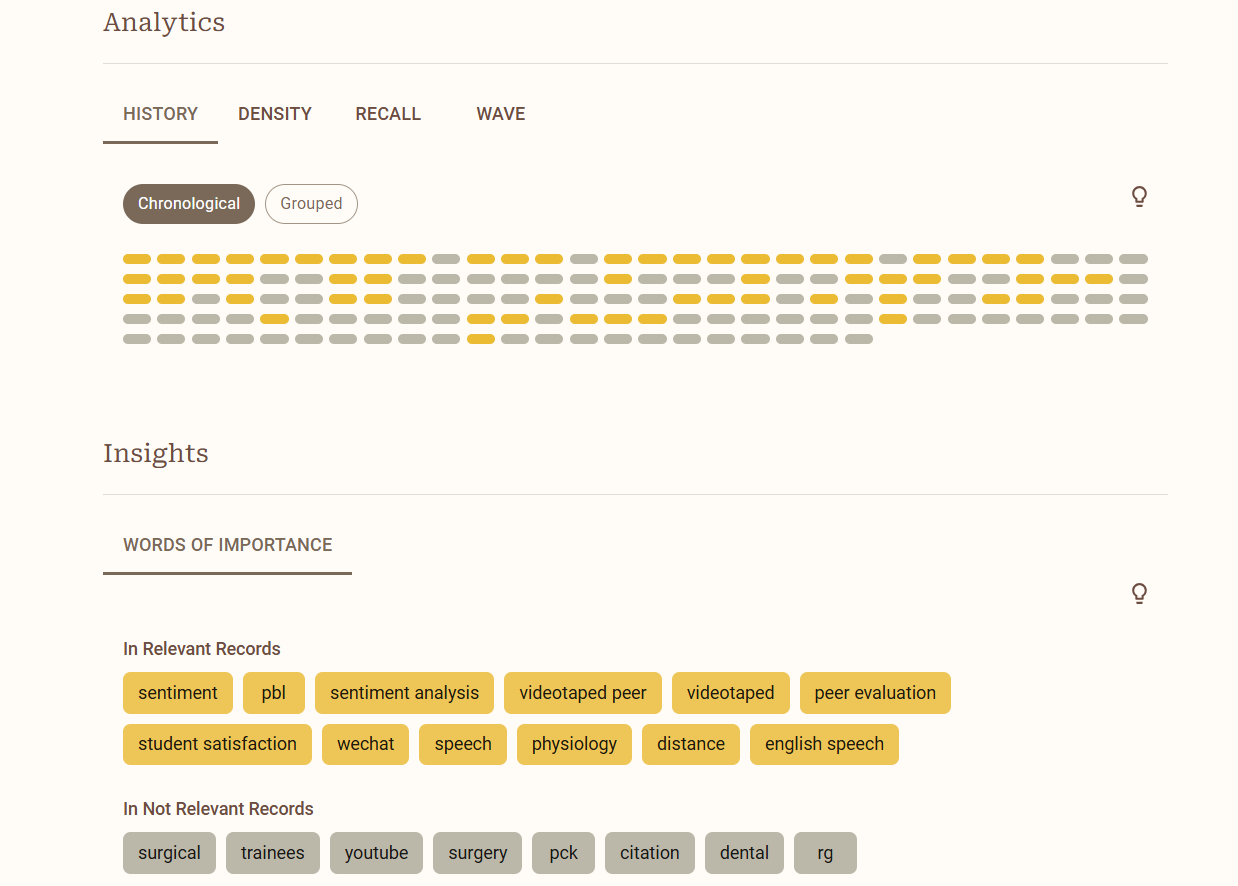 Analytics
HISTORY DENSITY RECALL WAVE
Chronological Grouped
Insights
WORDS OF IMPORTANCE
In Relevant Records
sentiment pbl sentiment analysis videotaped peer videotaped peer evaluation
student satisfaction wechat speech physiology distance english speech
In Not Relevant Records
surgical trainees youtube surgery pck citation dental rg